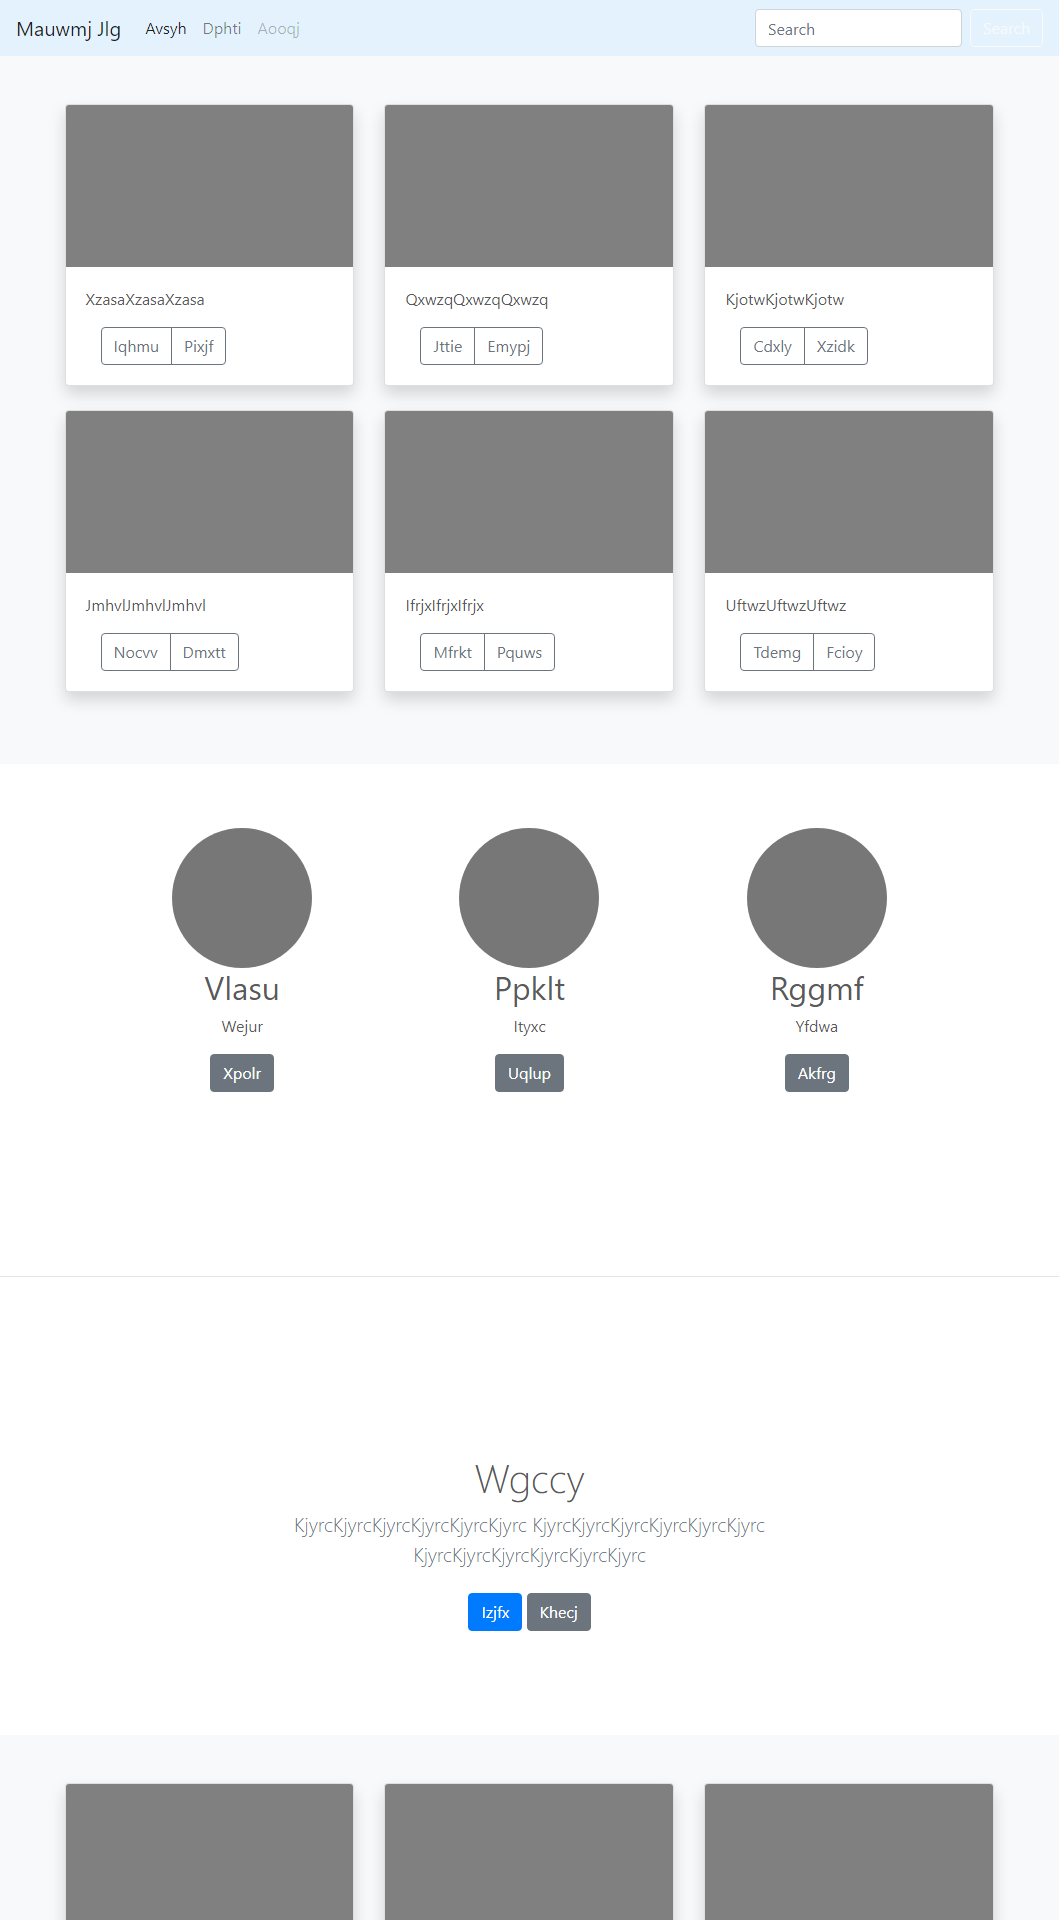 Mauwmj Jlg Avsyh Dphti Aooqj Search Search
XzasaXzasaXzasa QxwzqQxwzqQxwzq KjotwKjotwKjotw
Iqhmu Pixjf Jttie Emypj Cdxly Xzidk
JmhvlJmhvlJmhvl IfrjxIfrjxIfrjx UftwzUftwzUftwz
Nocvv Dmxtt Mfrkt Pquws Tdemg Fcioy
Vlasu Ppklt Rggmf
Wejur Ityxc Yfdwa
Xpolr Uqlup Akfrg
Wgccy
KjyrcKjyrcKjyrcKjyrcKjyrcKjyrc KjyrcKjyrcKjyrcKjyrcKjyrcKjyrc
KjyrcKjyrcKjyrcKjyrcKjyrcKjyrc
Izjfx Khecj